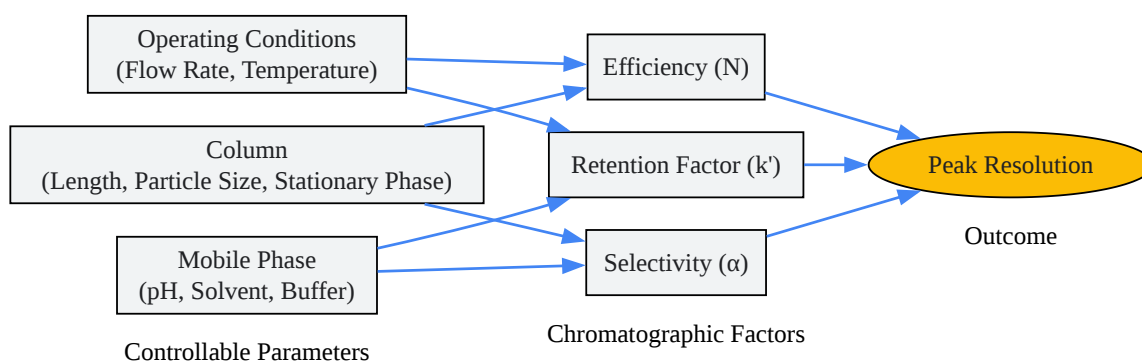 Operating Conditions
(Flow Rate, Temperature)
Column
(Length, Particle Size, Stationary Phase)
Mobile Phase
(pH, Solvent, Buffer)
Controllable Parameters
Efficiency (N)
Retention Factor (k')
Selectivity (α)
Chromatographic Factors
Peak Resolution
Outcome